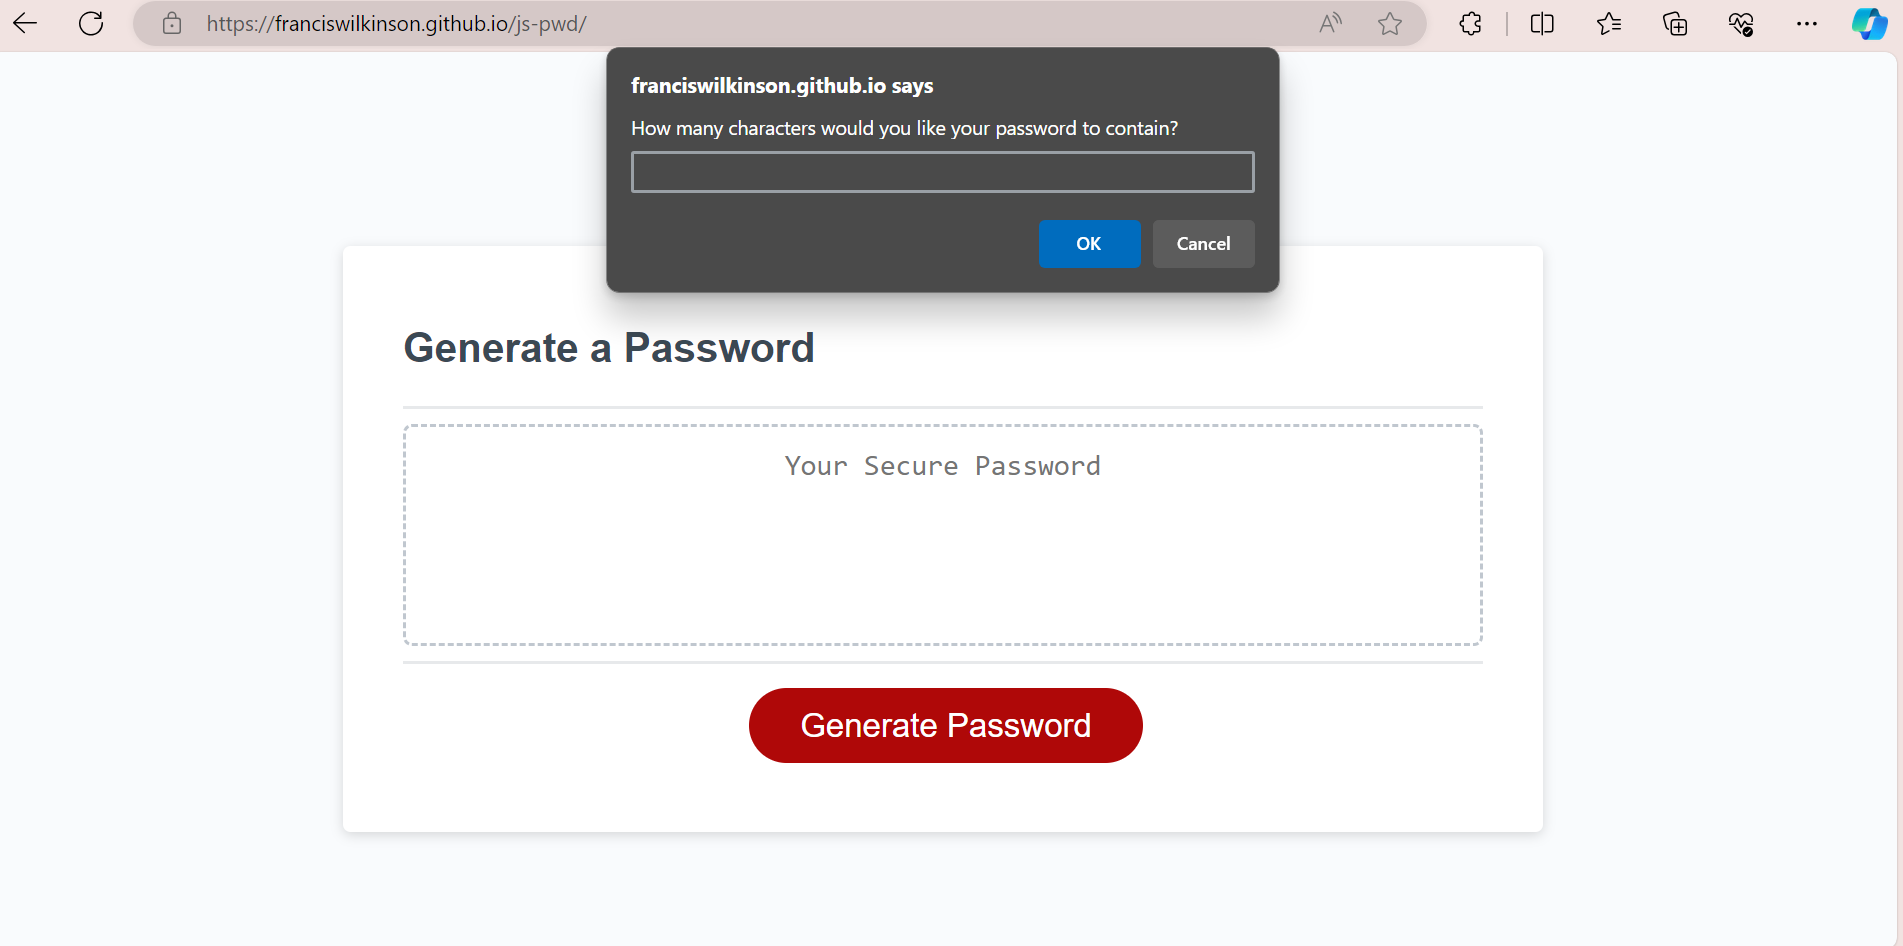 https://franciswilkinson.github.io/js-pwd/
franciswilkinson.github.io says
How many characters would you like your password to contain?
OK
Cancel
Generate a Password
Your Secure Password
Generate Password